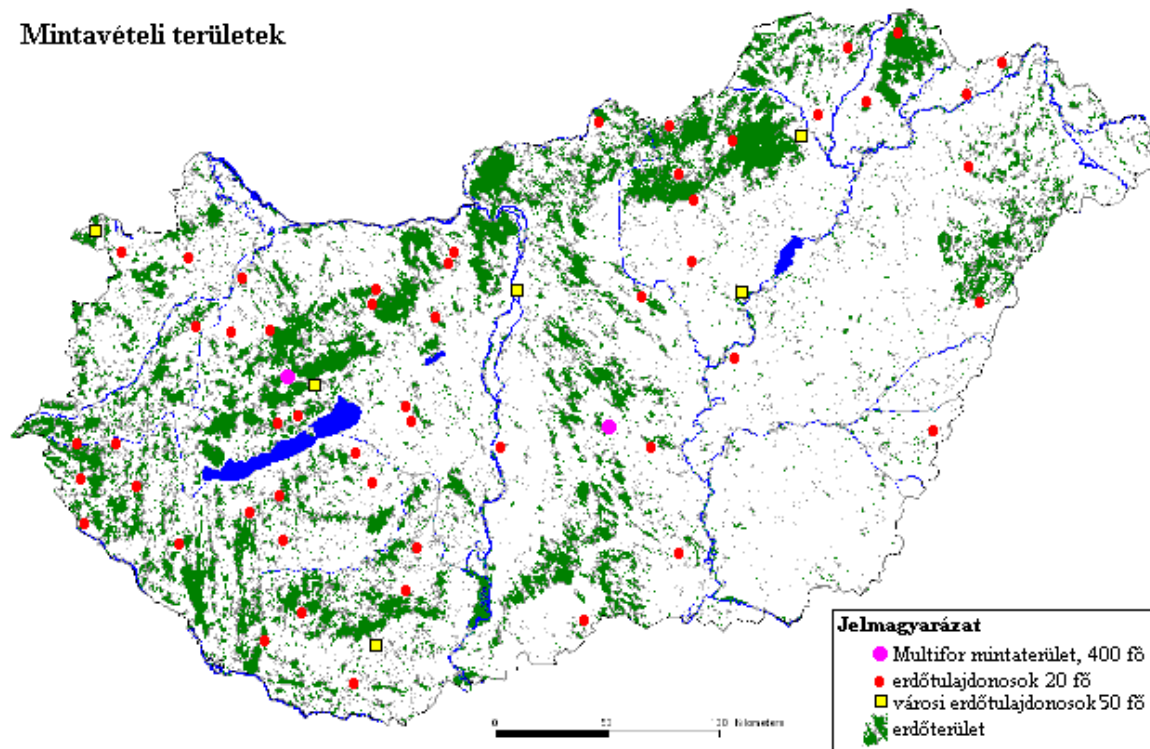 Mintavételi területek
Jelmagyarázat
Multifor mintaterület, 400 fő
erdőtulajdonosok 20 fő
városi erdőtulajdonosok 50 fő
erdőterület
0 50 100 kilometers